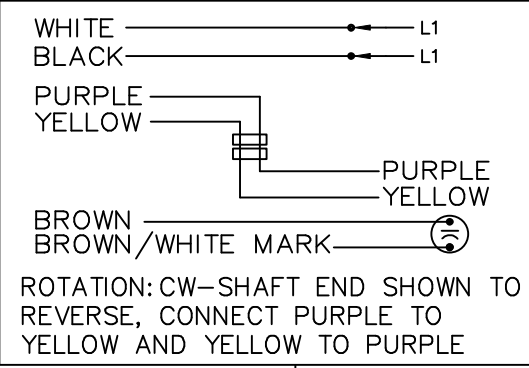 WHITE L1
BLACK L1
PURPLE
YELLOW
PURPLE
YELLOW
BROWN
BROWN/WHITE MARK
ROTATION: CW-SHAFT END SHOWN TO
REVERSE, CONNECT PURPLE TO
YELLOW AND YELLOW TO PURPLE